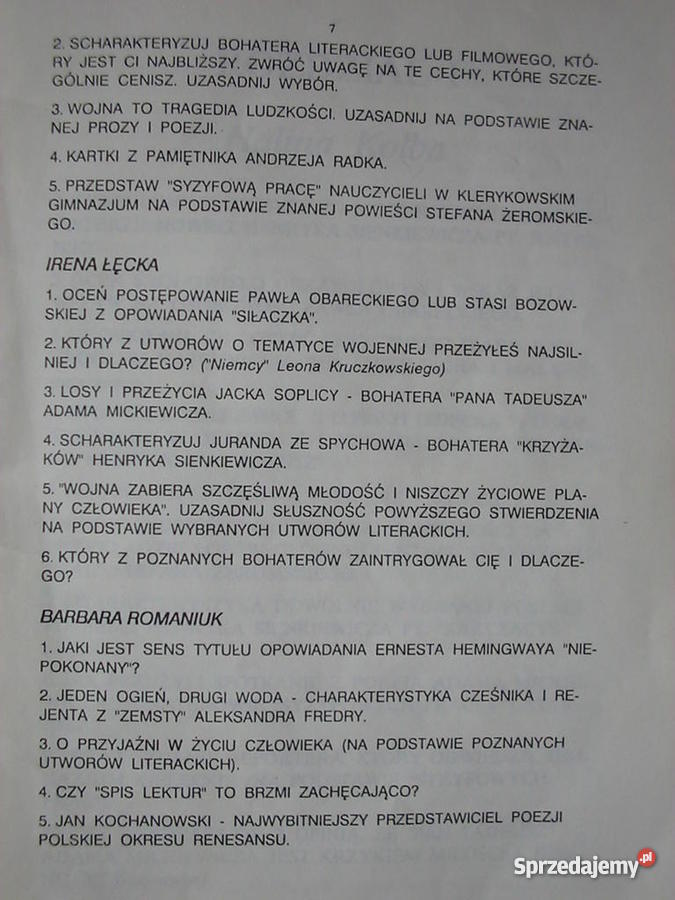 7
2. SCHARAKTERYZUJ BOHATERA LITERACKIEGO LUB FILMOWEGO, KTÓ-
RY JEST CI NAJBLIŻSZY. ZWRÓĆ UWAGĘ NA TE CECHY, KTÓRE SZCZE-
GÓLNIE CENISZ. UZASADNIJ WYBÓR.
3. WOJNA TO TRAGEDIA LUDZKOŚCI. UZASADNIJ NA PODSTAWIE ZNA-
NEJ PROZY I POEZJI.
4. KARTKI Z PAMIĘTNIKA ANDRZEJA RADKA.
5. PRZEDSTAW "SYZYFOWĄ PRACĘ" NAUCZYCIELI W KLERYKOWSKIM
GIMNAZJUM NA PODSTAWIE ZNANEJ POWIEŚCI STEFANA ŻEROMSKIE-
GO.
IRENA ŁĘCKA
1. OCEŃ POSTĘPOWANIE PAWŁA OBARECKIEGO LUB STASI BOZOW-
SKIEJ Z OPOWIADANIA "SIŁACZKA".
2. KTÓRY Z UTWORÓW O TEMATYCE WOJENNEJ PRZEŻYŁEŚ NAJSIL-
NIEJ I DLACZEGO? ("Niemcy" Leona Kruczkowskiego)
3. LOSY I PRZEŻYCIA JACKA SOPLICY - BOHATERA "PANA TADEUSZA"
ADAMA MICKIEWICZA.
4. SCHARAKTERYZUJ JURANDA ZE SPYCHOWA - BOHATERA "KRZYŻA-
KÓW" HENRYKA SIENKIEWICZA.
5. "WOJNA ZABIERA SZCZĘŚLIWĄ MŁODOŚĆ I NISZCZY ŻYCIOWE PLA-
NY CZŁOWIEKA". UZASADNIJ SŁUSZNOŚĆ POWYŻSZEGO STWIERDZENIA
NA PODSTAWIE WYBRANYCH UTWORÓW LITERACKICH.
6. KTÓRY Z POZNANYCH BOHATERÓW ZAINTRYGOWAŁ CIĘ I DLACZE-
GO?
BARBARA ROMANIUK
1. JAKI JEST SENS TYTUŁU OPOWIADANIA ERNESTA HEMINGWAYA "NIE-
POKONANY"?
2. JEDEN OGIEŃ, DRUGI WODA - CHARAKTERYSTYKA CZEŚNIKA I RE-
JENTA Z "ZEMSTY" ALEKSANDRA FREDRY.
3. O PRZYJAŹNI W ŻYCIU CZŁOWIEKA (NA PODSTAWIE POZNANYCH
UTWORÓW LITERACKICH).
4. CZY "SPIS LEKTUR" TO BRZMI ZACHĘCAJĄCO?
5. JAN KOCHANOWSKI - NAJWYBITNIEJSZY PRZEDSTAWICIEL POEZJI
POLSKIEJ OKRESU RENESANSU.
Sprzedajemy.pl